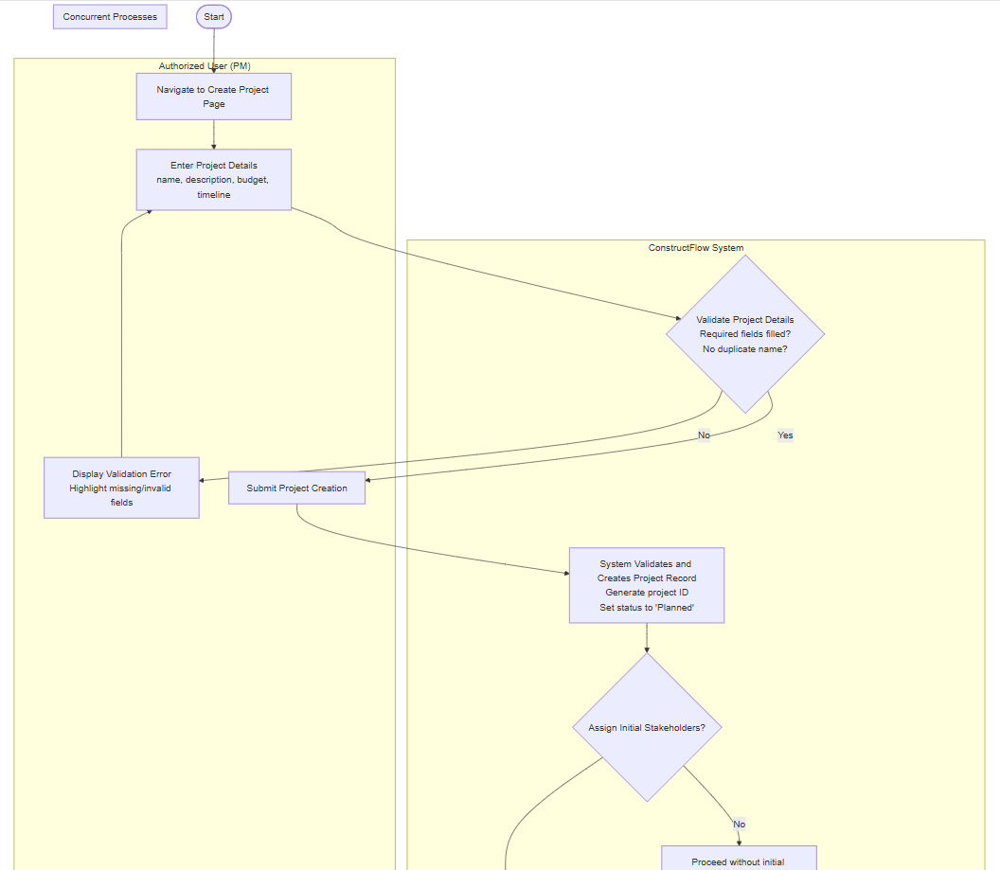 Concurrent Processes
Start
Authorized User (PM)
Navigate to Create Project
Page
Enter Project Details
name, description, budget,
timeline
ConstructFlow System
Validate Project Details
Required fields filled?
No duplicate name?
No
Yes
Display Validation Error
Highlight missing/invalid
fields
Submit Project Creation
System Validates and
Creates Project Record
Generate project ID
Set status to 'Planned'
Assign Initial Stakeholders?
No
Proceed without initial